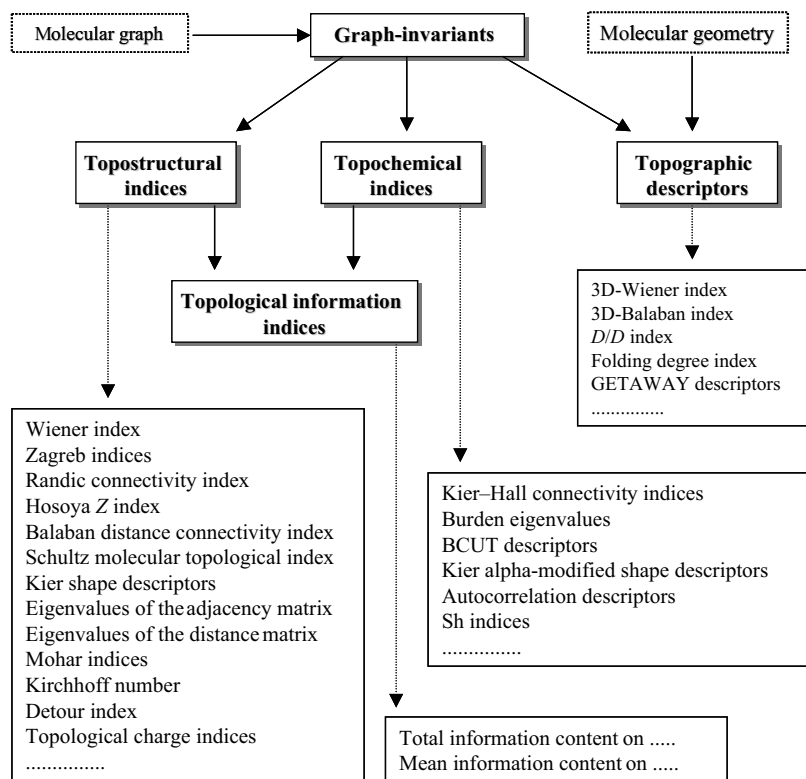 Molecular graph
Graph-invariants
Molecular geometry
Topostructural
indices
Topochemical
indices
Topographic
descriptors
Topological information
indices
3D-Wiener index
3D-Balaban index
D/D index
Folding degree index
GETAWAY descriptors
...............
Wiener index
Zagreb indices
Randic connectivity index
Hosoya Z index
Balaban distance connectivity index
Schultz molecular topological index
Kier shape descriptors
Eigenvalues of the adjacency matrix
Eigenvalues of the distance matrix
Mohar indices
Kirchhoff number
Detour index
Topological charge indices
...............
Kier–Hall connectivity indices
Burden eigenvalues
BCUT descriptors
Kier alpha-modified shape descriptors
Autocorrelation descriptors
Sh indices
...............
Total information content on .....
Mean information content on .....